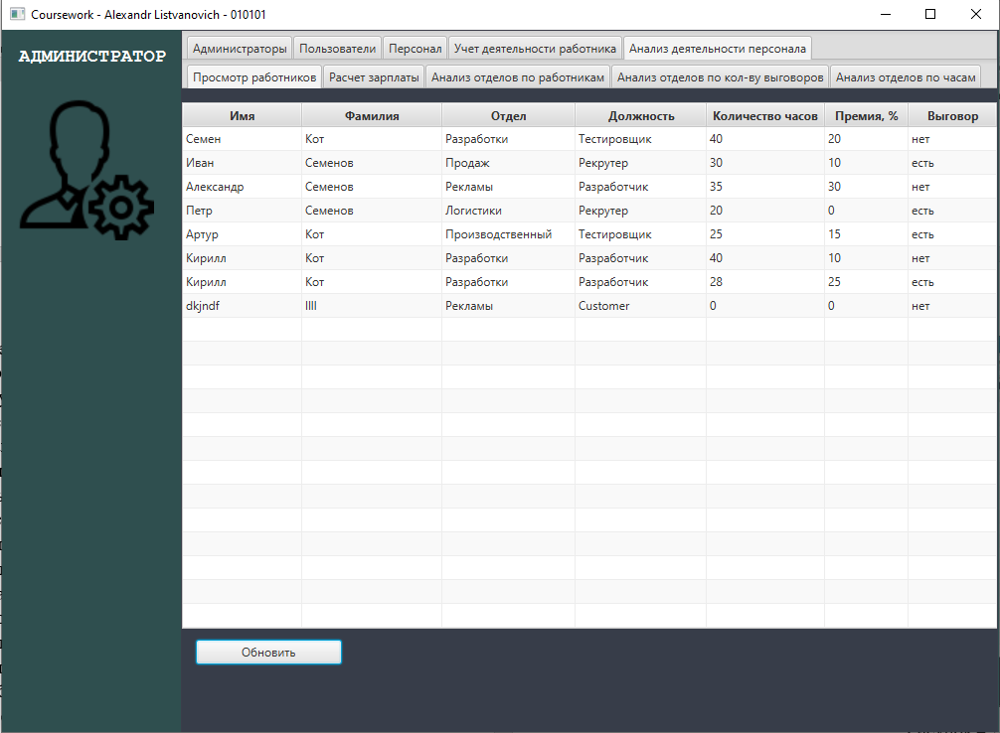 Coursework - Alexandr Listvanovich - 010101
АДМИНИСТРАТОР
Администраторы Пользователи Персонал Учет деятельности работника Анализ деятельности персонала
Просмотр работников Расчет зарплаты Анализ отделов по работникам Анализ отделов по кол-ву выговоров Анализ отделов по часам
Имя Фамилия Отдел Должность Количество часов Премия, % Выговор
Семен Кот Разработки Тестировщик 40 20 нет
Иван Семенов Продаж Рекрутер 30 10 есть
Александр Семенов Рекламы Разработчик 35 30 нет
Петр Семенов Логистики Рекрутер 20 0 есть
Артур Кот Производственный Тестировщик 25 15 есть
Кирилл Кот Разработки Разработчик 40 10 нет
Кирилл Кот Разработки Разработчик 28 25 есть
dkjndf llll Рекламы Customer 0 0 нет
Обновить